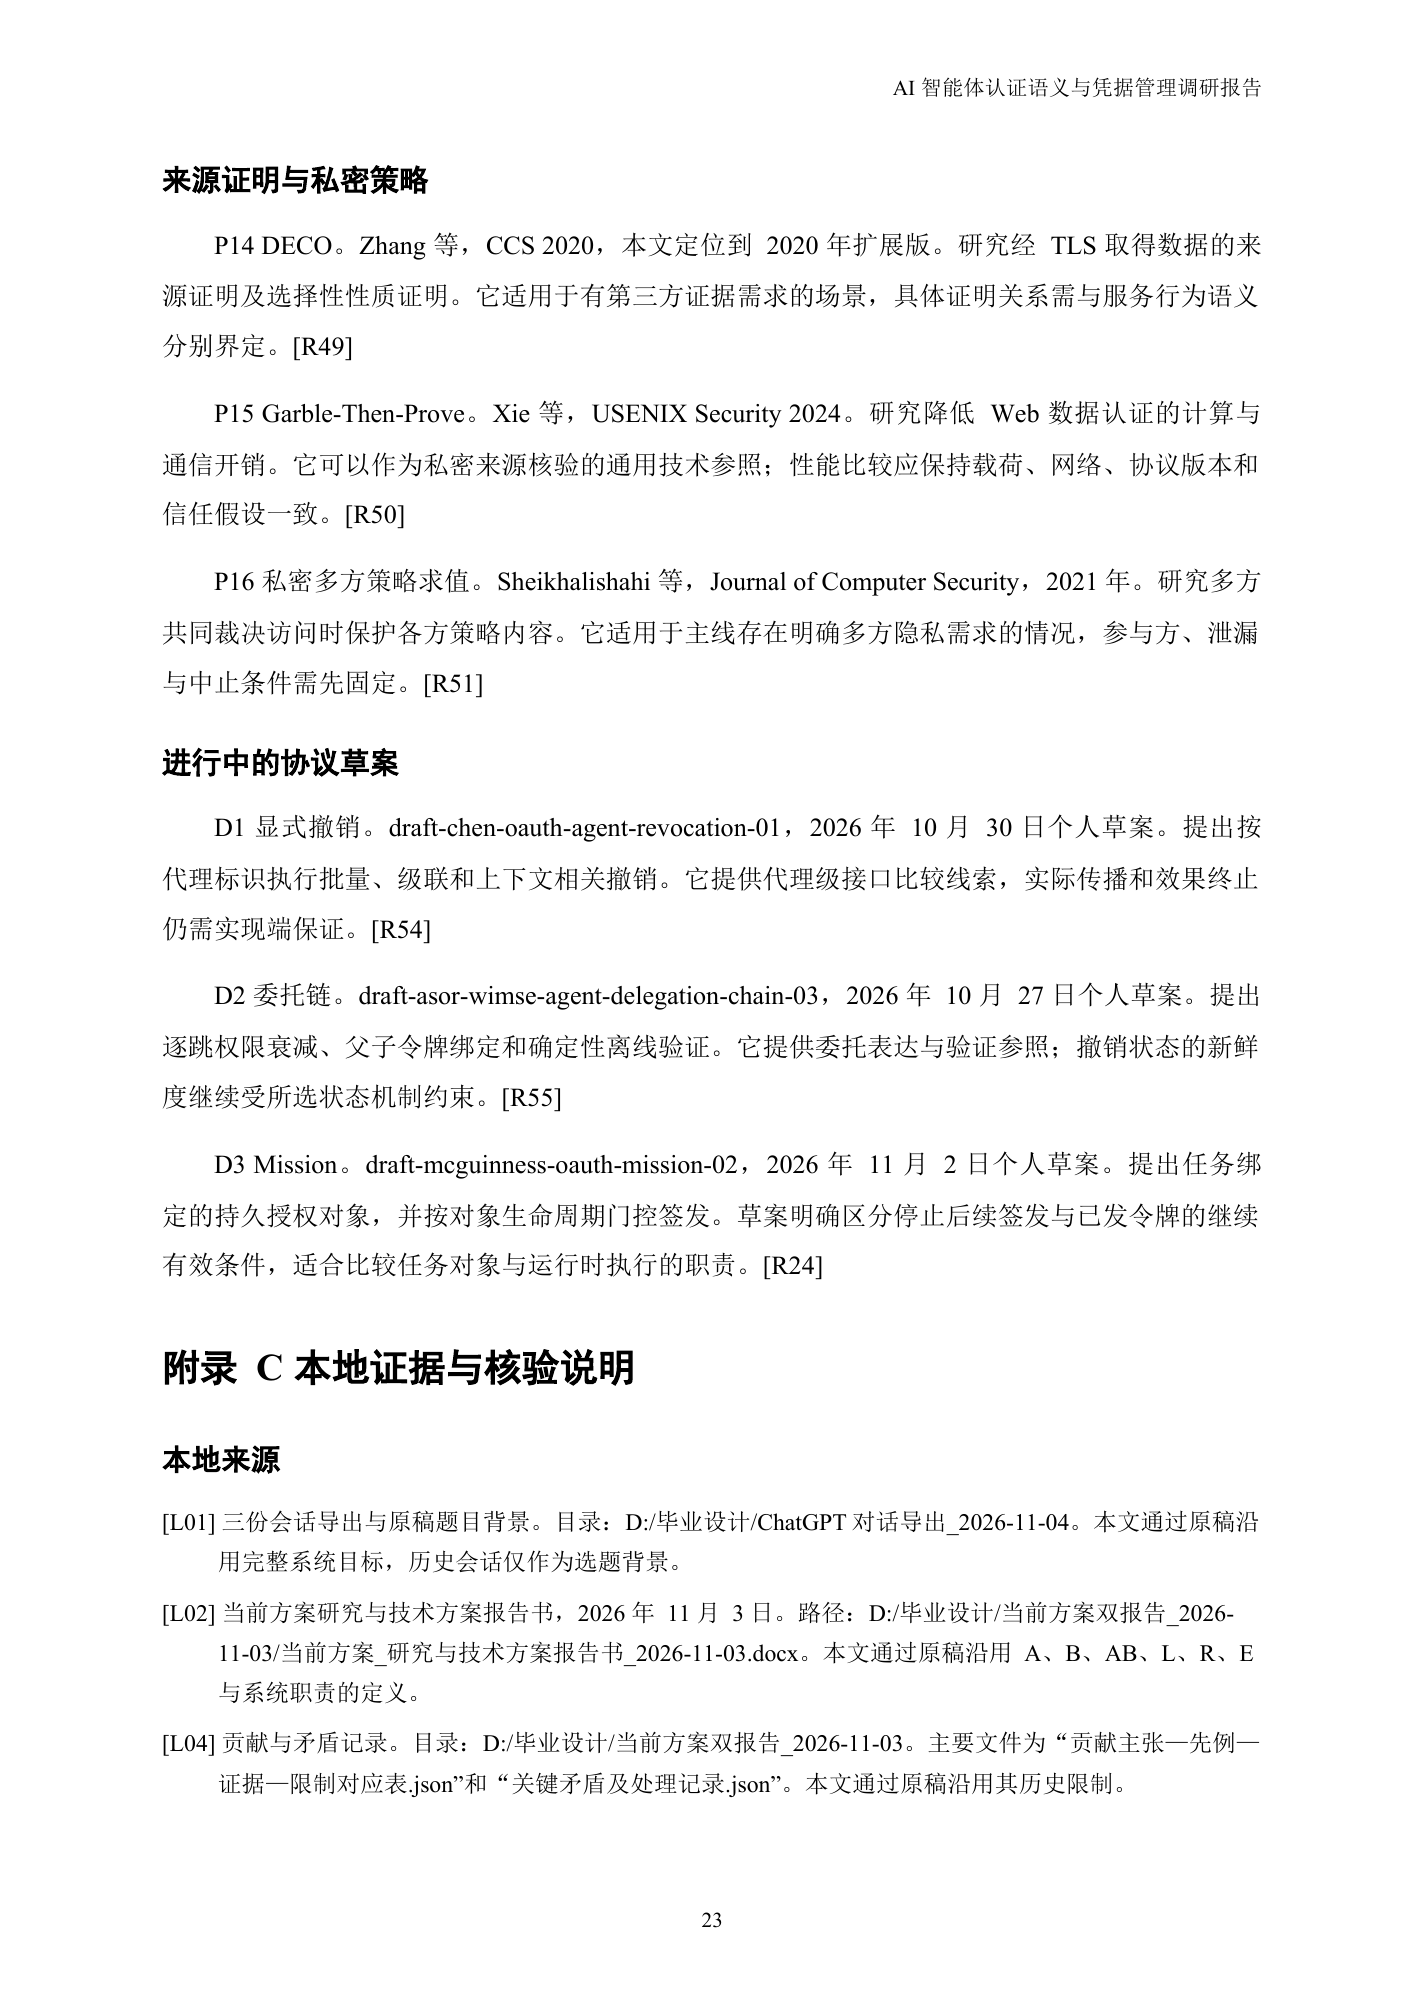 AI 智能体认证语义与凭据管理调研报告
来源证明与私密策略
P14 DECO。Zhang 等，CCS 2020，本文定位到 2020 年扩展版。研究经 TLS 取得数据的来
源证明及选择性性质证明。它适用于有第三方证据需求的场景，具体证明关系需与服务行为语义
分别界定。[R49]
P15 Garble-Then-Prove。Xie 等，USENIX Security 2024。研究降低 Web 数据认证的计算与
通信开销。它可以作为私密来源核验的通用技术参照；性能比较应保持载荷、网络、协议版本和
信任假设一致。[R50]
P16 私密多方策略求值。Sheikhalishahi 等，Journal of Computer Security，2021 年。研究多方
共同裁决访问时保护各方策略内容。它适用于主线存在明确多方隐私需求的情况，参与方、泄漏
与中止条件需先固定。[R51]
进行中的协议草案
D1 显式撤销。draft-chen-oauth-agent-revocation-01，2026 年 10 月 30 日个人草案。提出按
代理标识执行批量、级联和上下文相关撤销。它提供代理级接口比较线索，实际传播和效果终止
仍需实现端保证。[R54]
D2 委托链。draft-asor-wimse-agent-delegation-chain-03，2026 年 10 月 27 日个人草案。提出
逐跳权限衰减、父子令牌绑定和确定性离线验证。它提供委托表达与验证参照；撤销状态的新鲜
度继续受所选状态机制约束。[R55]
D3 Mission。draft-mcguinness-oauth-mission-02，2026 年 11 月 2 日个人草案。提出任务绑
定的持久授权对象，并按对象生命周期门控签发。草案明确区分停止后续签发与已发令牌的继续
有效条件，适合比较任务对象与运行时执行的职责。[R24]
附录 C 本地证据与核验说明
本地来源
[L01] 三份会话导出与原稿题目背景。目录：D:/毕业设计/ChatGPT 对话导出_2026-11-04。本文通过原稿沿
用完整系统目标，历史会话仅作为选题背景。
[L02] 当前方案研究与技术方案报告书，2026 年 11 月 3 日。路径：D:/毕业设计/当前方案双报告_2026-
11-03/当前方案_研究与技术方案报告书_2026-11-03.docx。本文通过原稿沿用 A、B、AB、L、R、E
与系统职责的定义。
[L04] 贡献与矛盾记录。目录：D:/毕业设计/当前方案双报告_2026-11-03。主要文件为“贡献主张—先例—
证据—限制对应表.json”和“关键矛盾及处理记录.json”。本文通过原稿沿用其历史限制。
23